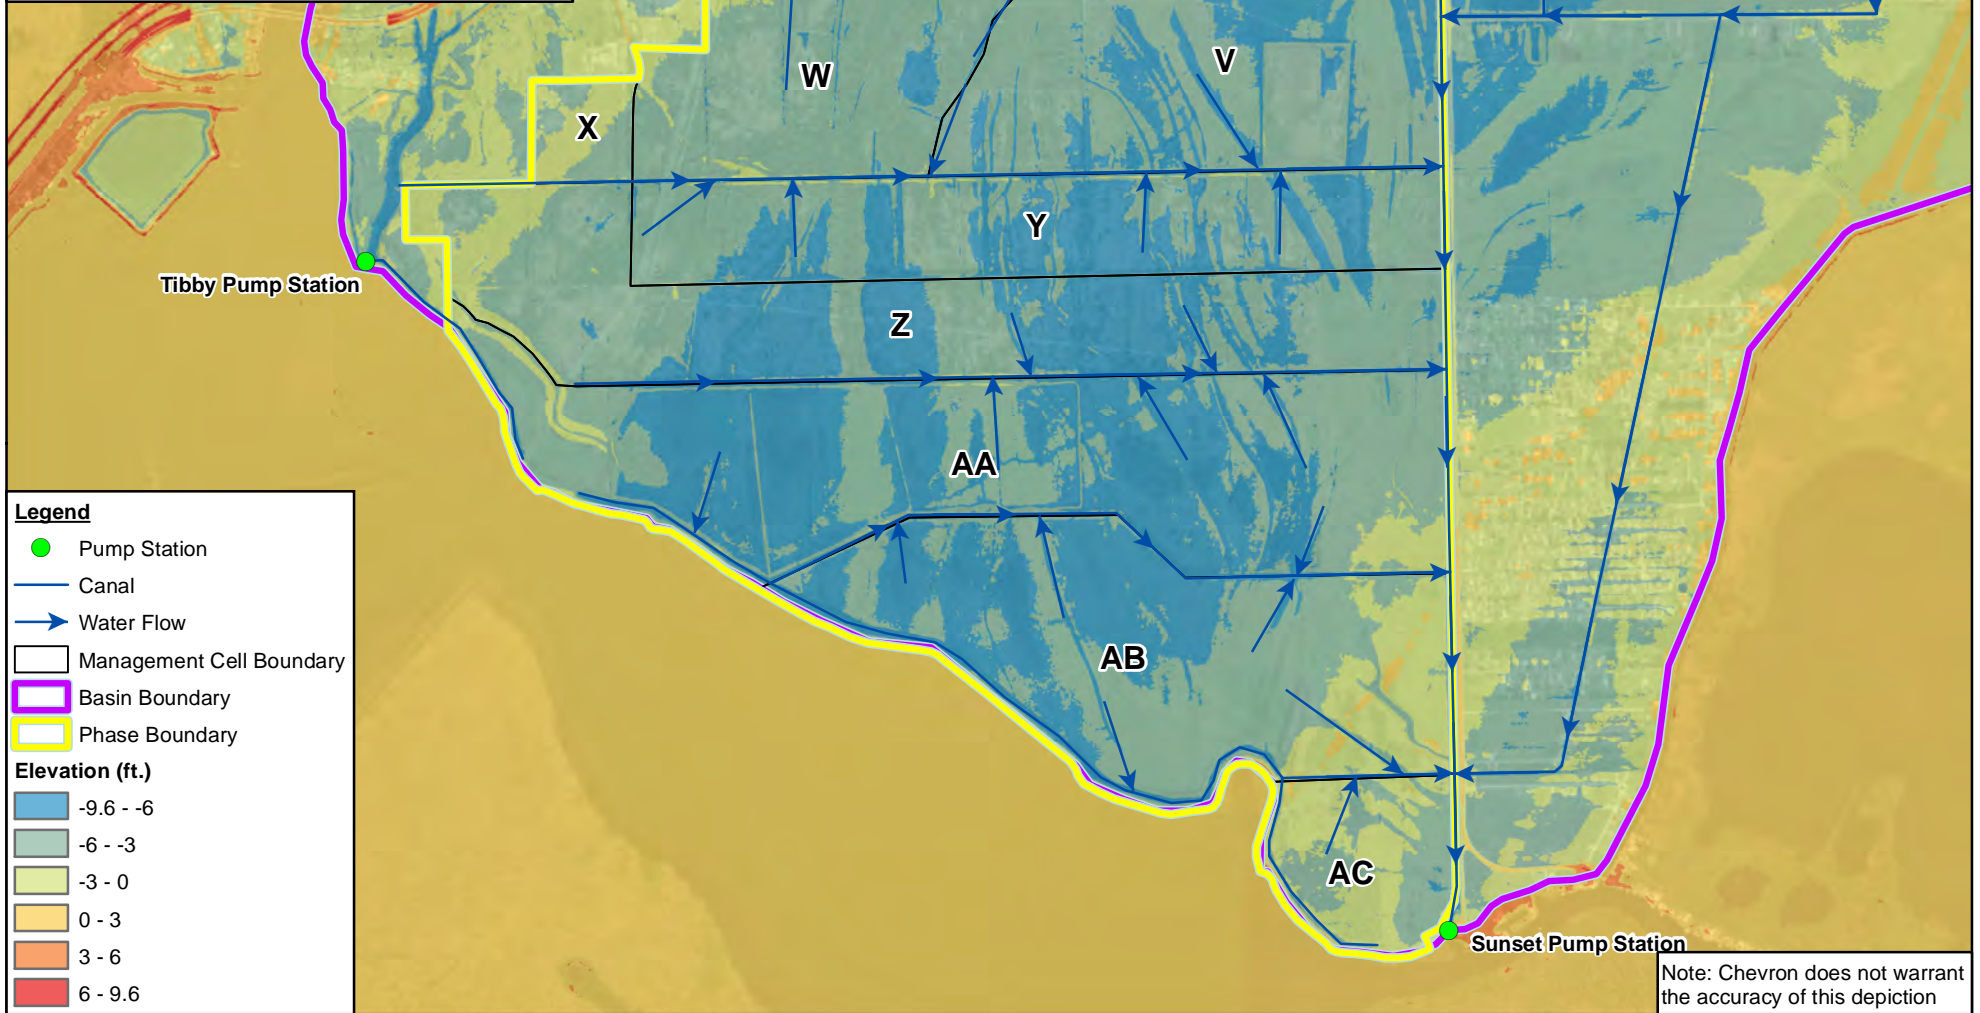 W
V
X
Y
Tibby Pump Station
Z
AA
AB
AC
Sunset Pump Station
Legend
Pump Station
Canal
Water Flow
Management Cell Boundary
Basin Boundary
Phase Boundary
Elevation (ft.)
-9.6 - -6
-6 - -3
-3 - 0
0 - 3
3 - 6
6 - 9.6
Note: Chevron does not warrant
the accuracy of this depiction